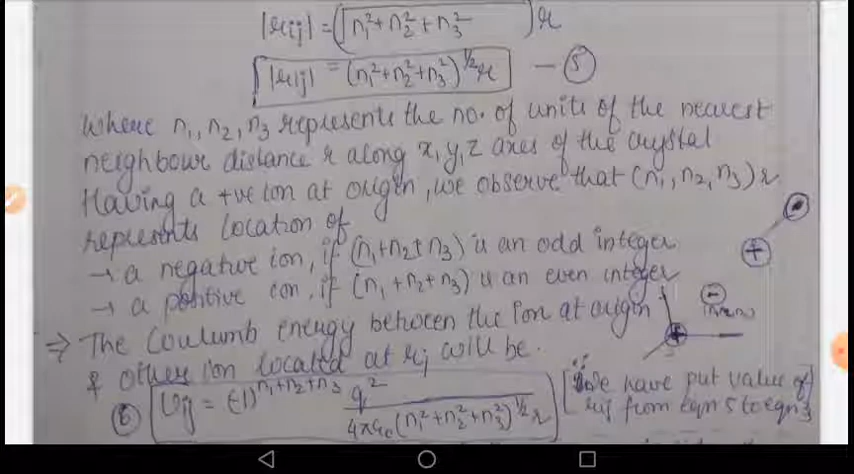 |rij| = (√n₁²+n₂²+n₃²)r
|rij| = (n₁²+n₂²+n₃²)^1/2 r — ⑤
where n₁, n₂, n₃ represents the no. of units of the nearest
neighbour distance r along x, y, z axes of the crystal
Having a +ve ion at origin, we observe that (n₁, n₂, n₃) r
represents location of
→ a negative ion, if (n₁+n₂+n₃) is an odd integer
→ a positive ion, if (n₁+n₂+n₃) is an even integer
⇒ The Coulumb energy between the ion at origin
& other ion located at rij will be.
⑥ Uij = (-1)^n₁+n₂+n₃ q² / 4πε₀(n₁²+n₂²+n₃²)^1/2 r [∵ We have put value of
rij from eqn 5 to eqn 3]